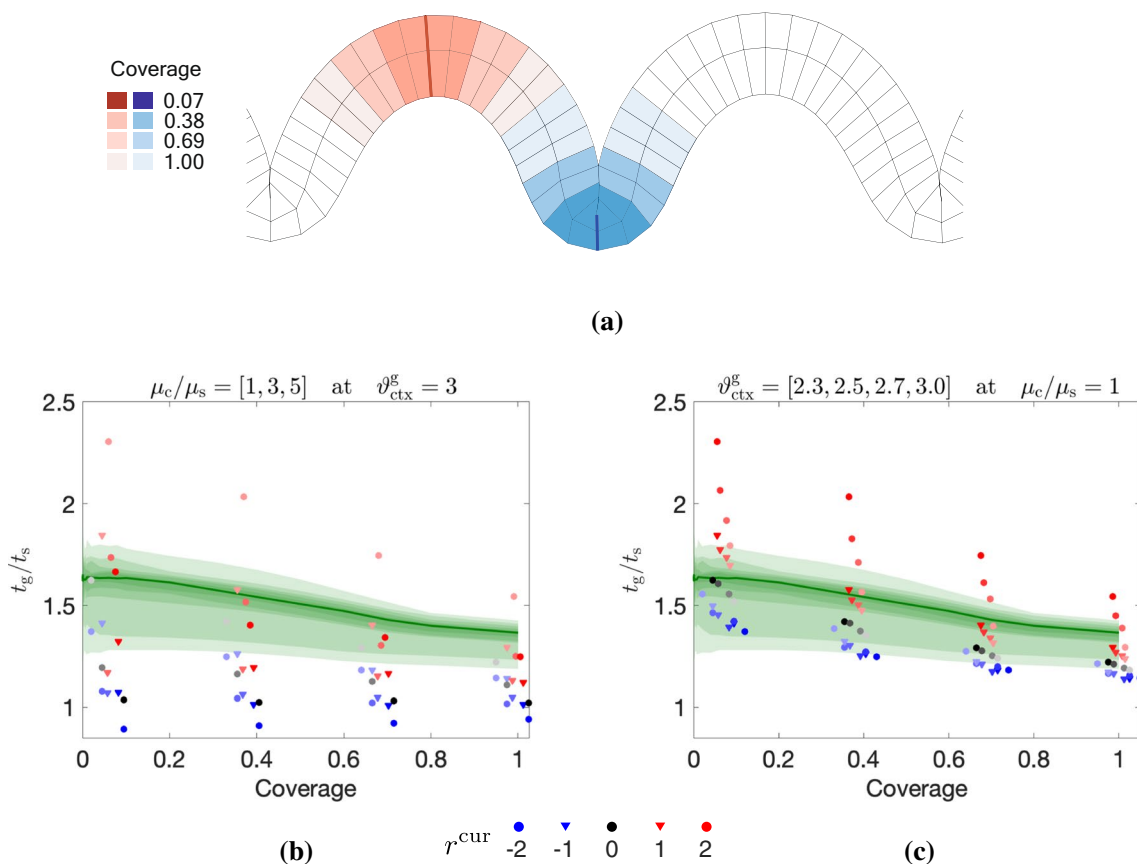 Coverage
0.07
0.38
0.69
1.00
(a)
μc/μs = [1, 3, 5] at ϑᵍctx = 3
2.5
2
1.5
1
tg/ts
0 0.2 0.4 0.6 0.8 1
Coverage
(b)
ϑᵍctx = [2.3, 2.5, 2.7, 3.0] at μc/μs = 1
2.5
2
1.5
1
tg/ts
0 0.2 0.4 0.6 0.8 1
Coverage
(c)
rᶜᵘʳ -2 -1 0 1 2